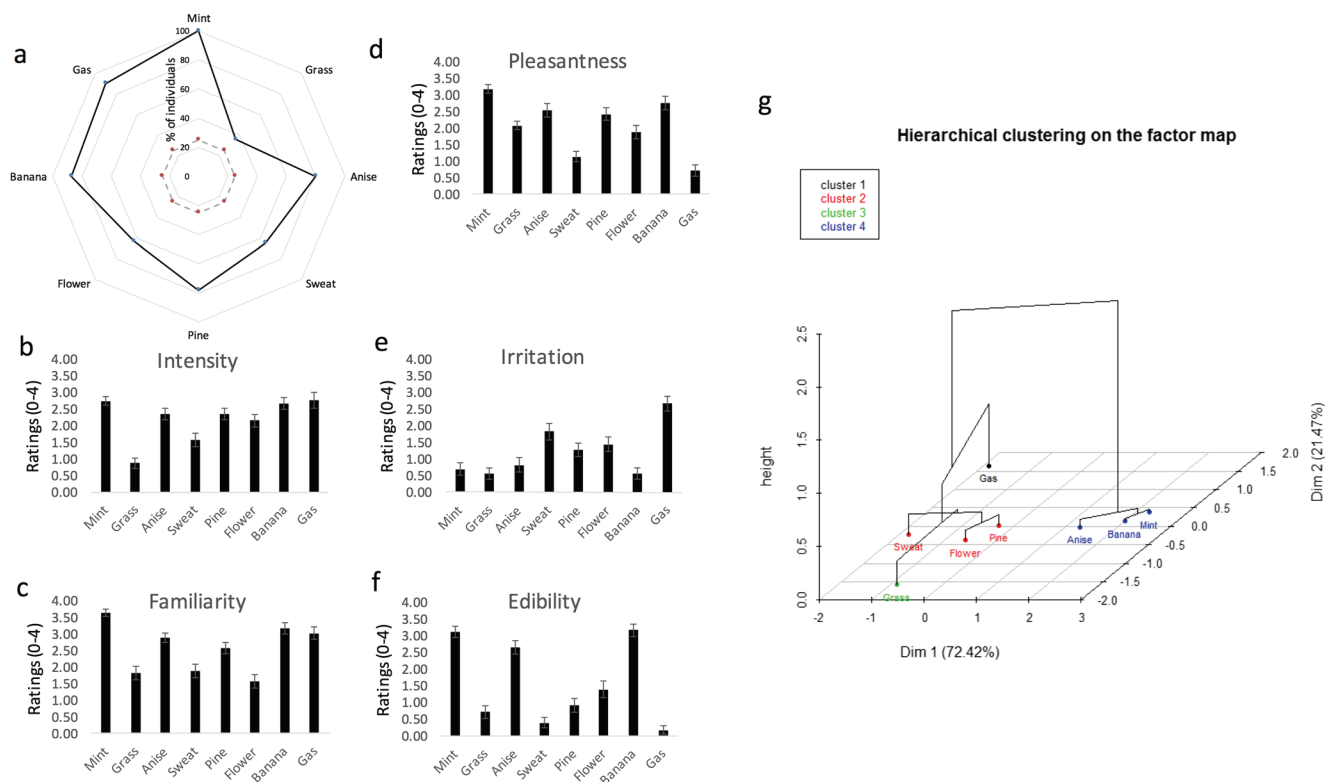 a
Mint
100
Gas
Grass
80
60
% of individuals
40
20
0
Banana
Anise
Flower
Sweat
Pine
b
Intensity
Ratings (0-4)
4.00
3.50
3.00
2.50
2.00
1.50
1.00
0.50
0.00
Mint
Grass
Anise
Sweat
Pine
Flower
Banana
Gas
c
Familiarity
Ratings (0-4)
4.00
3.50
3.00
2.50
2.00
1.50
1.00
0.50
0.00
Mint
Grass
Anise
Sweat
Pine
Flower
Banana
Gas
d
Pleasantness
Ratings (0-4)
4.00
3.50
3.00
2.50
2.00
1.50
1.00
0.50
0.00
Mint
Grass
Anise
Sweat
Pine
Flower
Banana
Gas
e
Irritation
Ratings (0-4)
4.00
3.50
3.00
2.50
2.00
1.50
1.00
0.50
0.00
Mint
Grass
Anise
Sweat
Pine
Flower
Banana
Gas
f
Edibility
Ratings (0-4)
4.00
3.50
3.00
2.50
2.00
1.50
1.00
0.50
0.00
Mint
Grass
Anise
Sweat
Pine
Flower
Banana
Gas
g
Hierarchical clustering on the factor map
cluster 1
cluster 2
cluster 3
cluster 4
height
2.5
2.0
1.5
1.0
0.5
0.0
Gas
Sweat
Flower
Pine
Anise
Banana
Mint
Grass
2.0
1.5
1.0
0.5
0.0
-0.5
-1.0
-1.5
-2.0
Dim 2 (21.47%)
-2
-1
0
1
2
3
Dim 1 (72.42%)